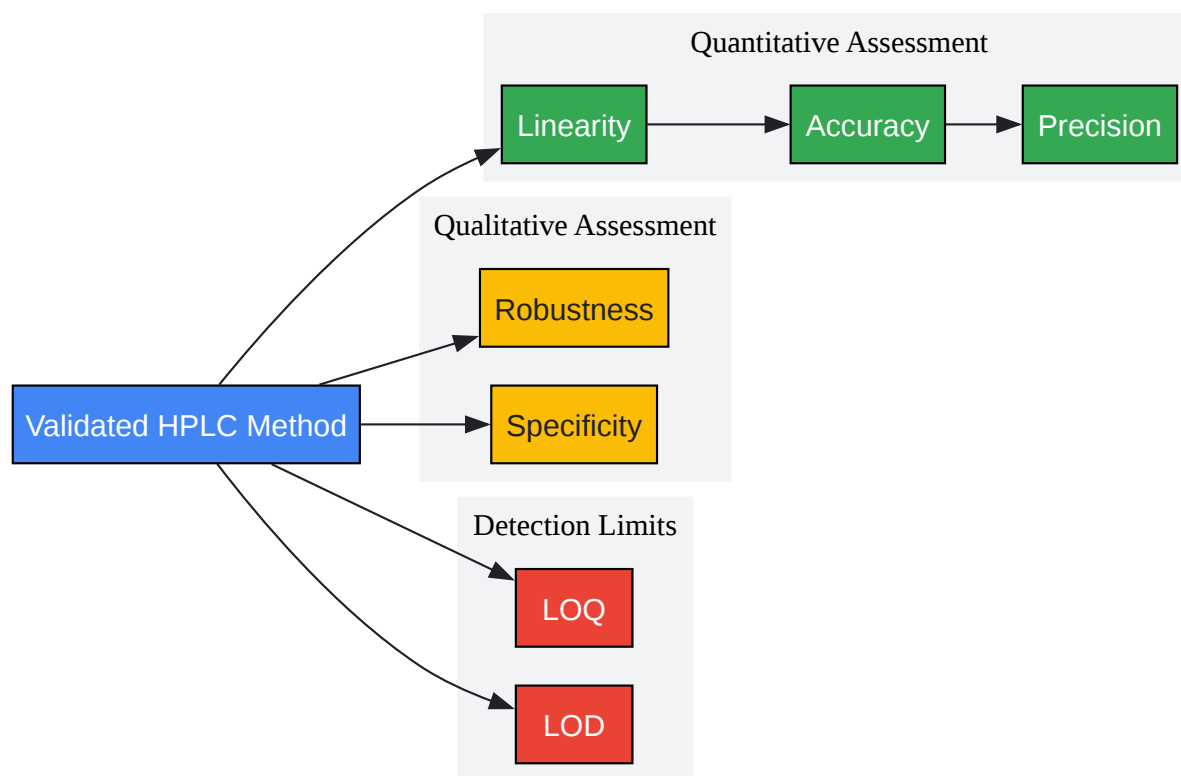 Quantitative Assessment
Linearity
Accuracy
Precision
Qualitative Assessment
Robustness
Validated HPLC Method
Specificity
Detection Limits
LOQ
LOD